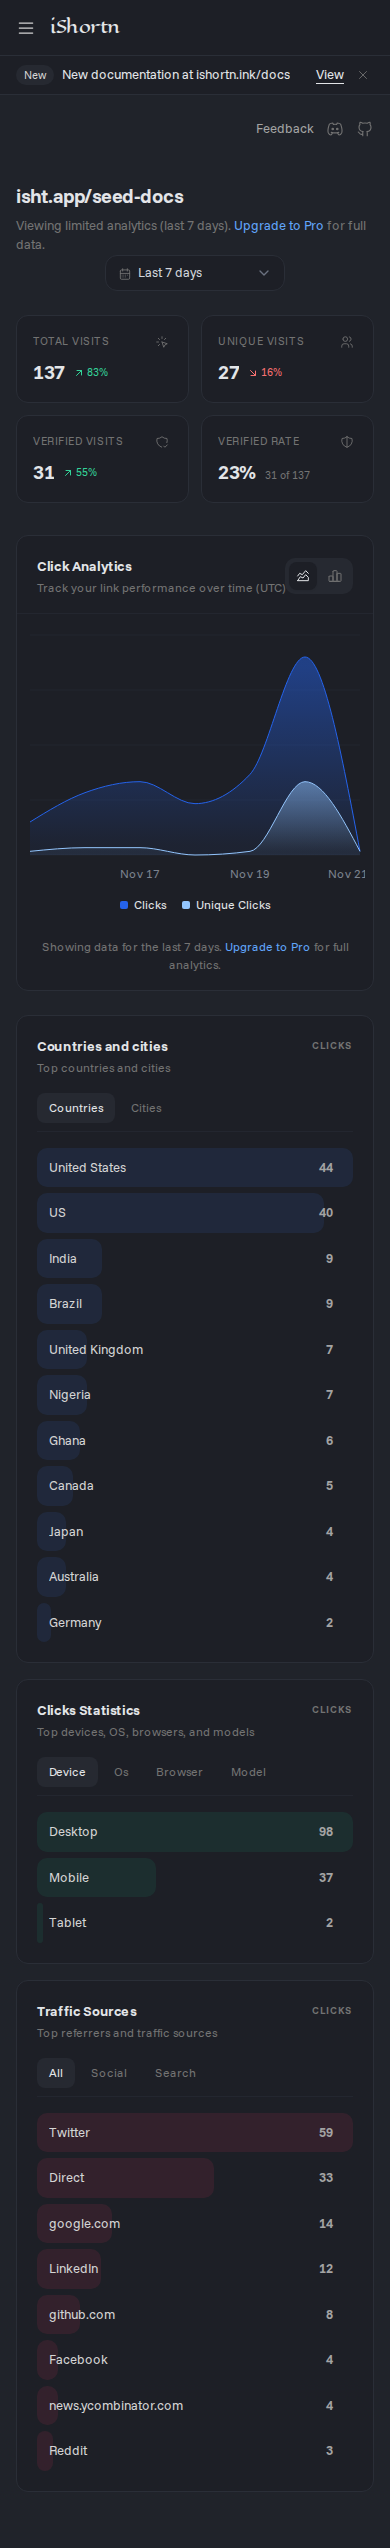 iShortn
New New documentation at ishortn.ink/docs View
Feedback
isht.app/seed-docs
Viewing limited analytics (last 7 days). Upgrade to Pro for full
data.
Last 7 days
TOTAL VISITS
137 83%
UNIQUE VISITS
27 16%
VERIFIED VISITS
31 55%
VERIFIED RATE
23% 31 of 137
Click Analytics
Track your link performance over time (UTC)
Nov 17 Nov 19 Nov 21
Clicks Unique Clicks
Showing data for the last 7 days. Upgrade to Pro for full
analytics.
Countries and cities CLICKS
Top countries and cities
Countries Cities
United States 44
US 40
India 9
Brazil 9
United Kingdom 7
Nigeria 7
Ghana 6
Canada 5
Japan 4
Australia 4
Germany 2
Clicks Statistics CLICKS
Top devices, OS, browsers, and models
Device Os Browser Model
Desktop 98
Mobile 37
Tablet 2
Traffic Sources CLICKS
Top referrers and traffic sources
All Social Search
Twitter 59
Direct 33
google.com 14
LinkedIn 12
github.com 8
Facebook 4
news.ycombinator.com 4
Reddit 3